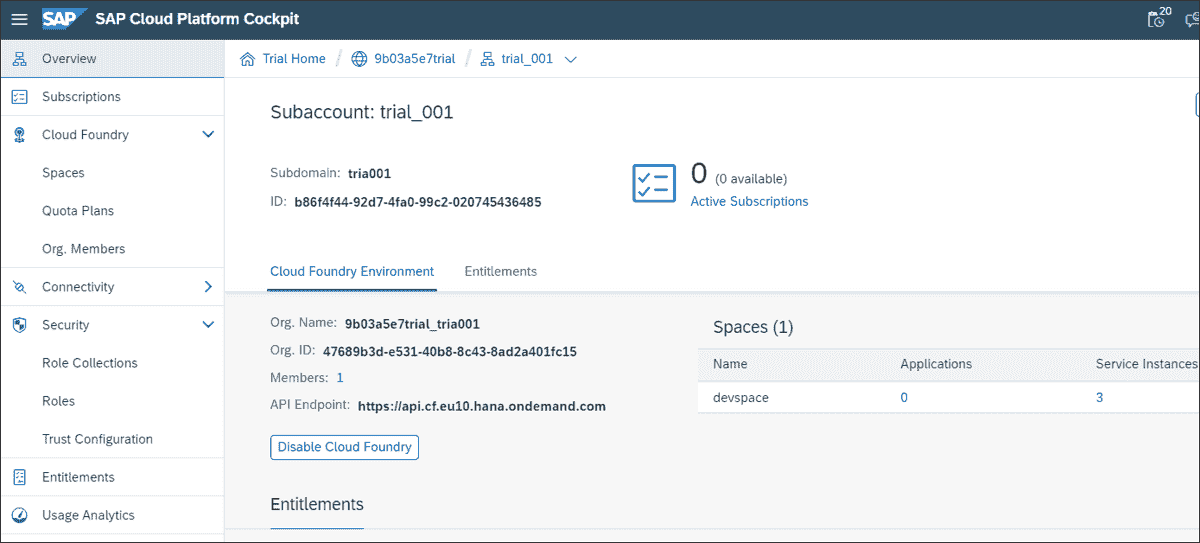 SAP SAP Cloud Platform Cockpit 20
Overview
Subscriptions
Cloud Foundry
Spaces
Quota Plans
Org. Members
Connectivity
Security
Role Collections
Roles
Trust Configuration
Entitlements
Usage Analytics
Trial Home / 9b03a5e7trial / trial_001
Subaccount: trial_001
Subdomain: tria001
ID: b86f4f44-92d7-4fa0-99c2-020745436485
0 (0 available)
Active Subscriptions
Cloud Foundry Environment Entitlements
Org. Name: 9b03a5e7trial_tria001
Org. ID: 47689b3d-e531-40b8-8c43-8ad2a401fc15
Members: 1
API Endpoint: https://api.cf.eu10.hana.ondemand.com
Disable Cloud Foundry
Spaces (1)
Name Applications Service Instances
devspace 0 3
Entitlements